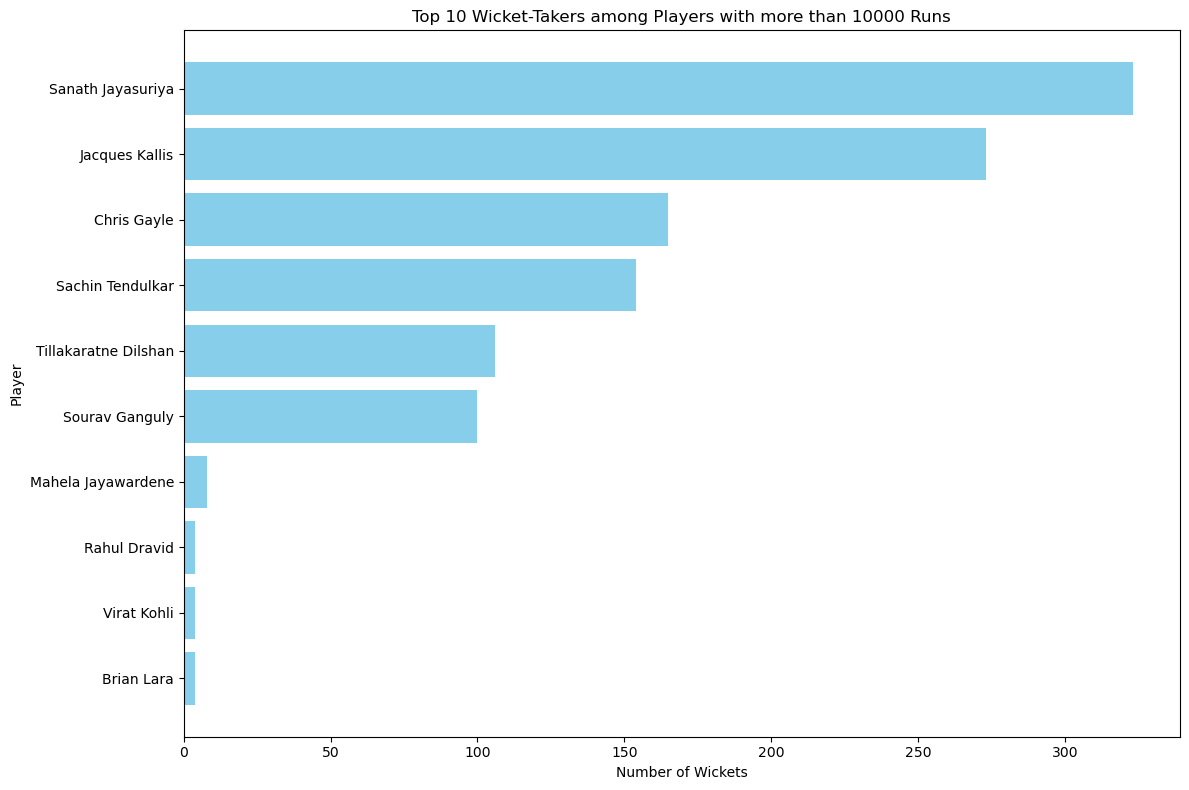 Top 10 Wicket-Takers among Players with more than 10000 Runs
Sanath Jayasuriya
Jacques Kallis
Chris Gayle
Sachin Tendulkar
Tillakaratne Dilshan
Sourav Ganguly
Mahela Jayawardene
Rahul Dravid
Virat Kohli
Brian Lara
Player
0 50 100 150 200 250 300
Number of Wickets